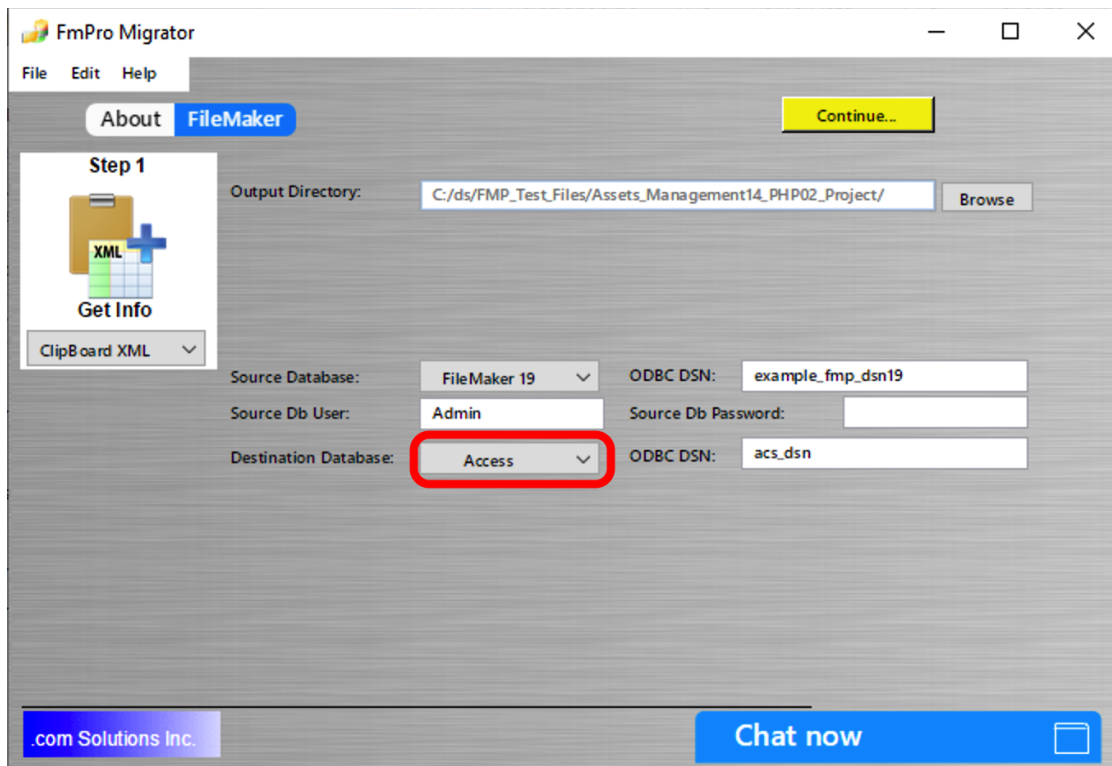 FmPro Migrator
File Edit Help
About FileMaker
Continue...
Step 1
XML
Get Info
ClipBoard XML
Output Directory: C:/ds/FMP_Test_Files/Assets_Management14_PHP02_Project/ Browse
Source Database: FileMaker 19 ODBC DSN: example_fmp_dsn19
Source Db User: Admin Source Db Password:
Destination Database: Access ODBC DSN: acs_dsn
.com Solutions Inc.
Chat now